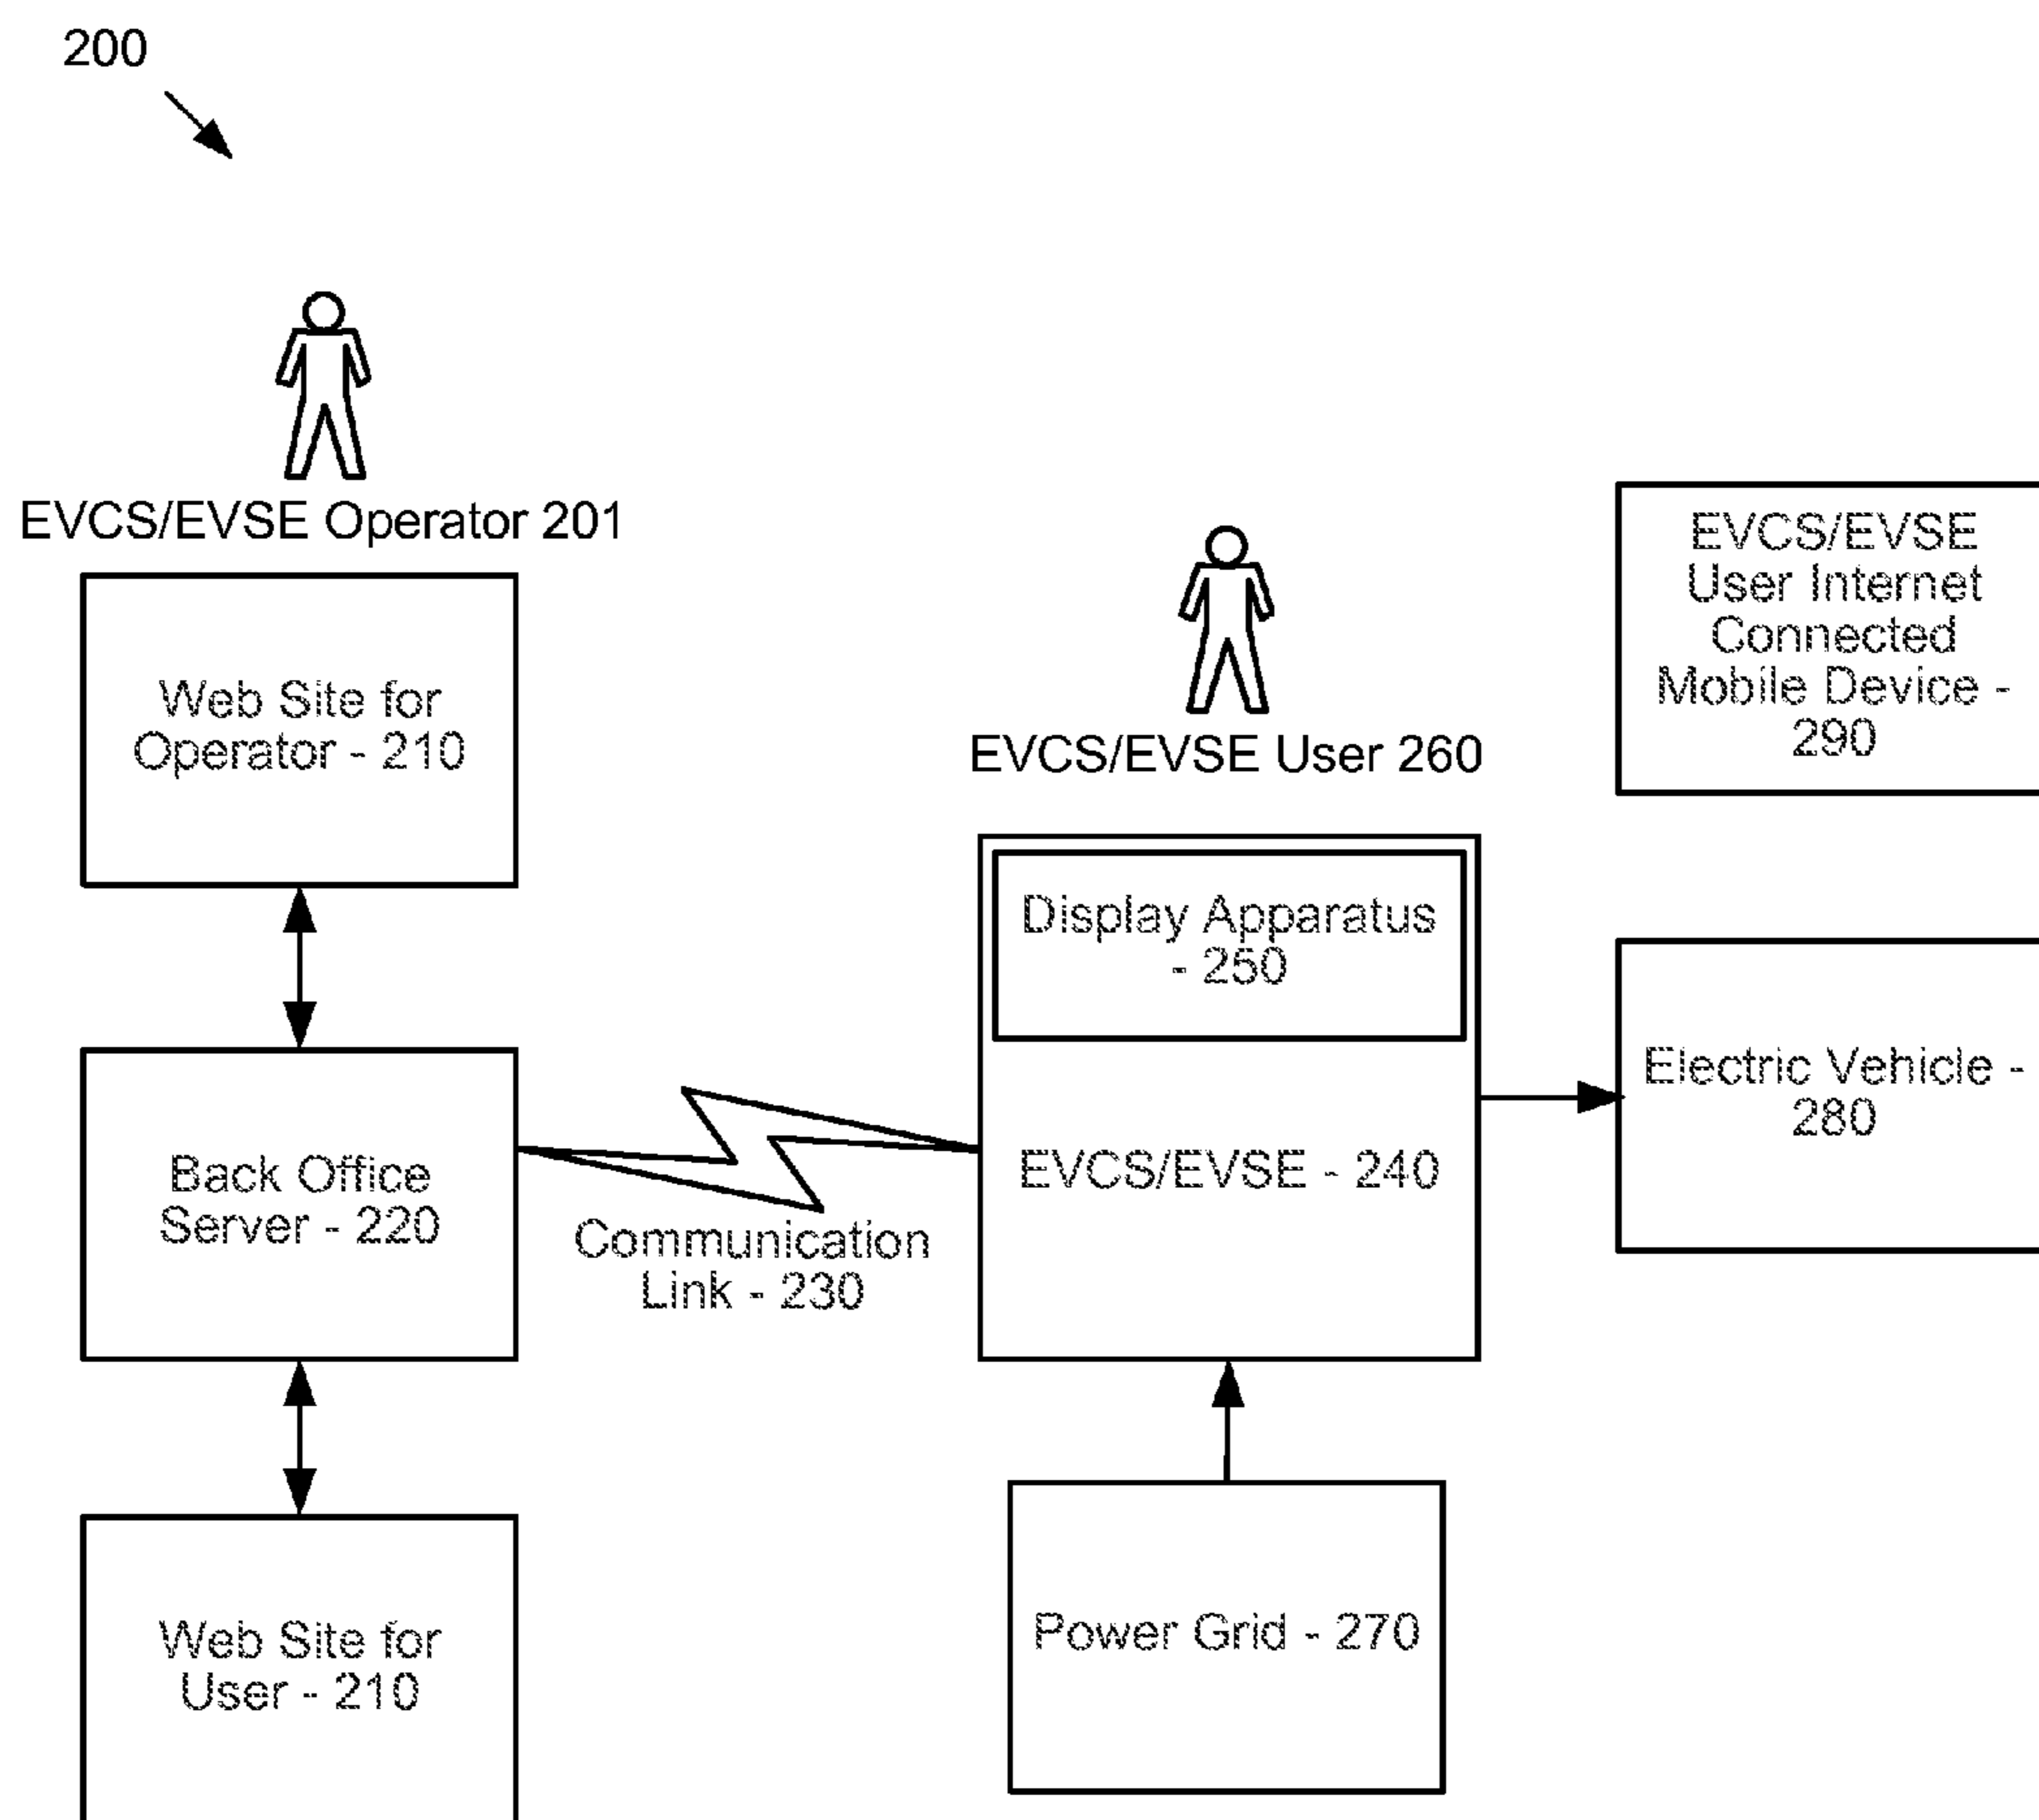 200
EVCS/EVSE Operator 201
Web Site for
Operator - 210
EVCS/EVSE User 260
EVCS/EVSE
User Internet
Connected
Mobile Device -
290
Display Apparatus
- 250
Back Office
Server - 220
Communication
Link - 230
EVCS/EVSE - 240
Electric Vehicle -
280
Web Site for
User - 210
Power Grid - 270